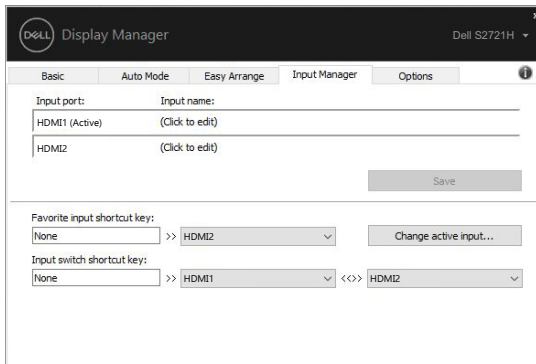 DELL Display Manager Dell S2721H
Basic Auto Mode Easy Arrange Input Manager Options
Input port: Input name:
HDMI1 (Active) (Click to edit)
HDMI2 (Click to edit)
Save
Favorite input shortcut key:
None >> HDMI2 Change active input...
Input switch shortcut key:
None >> HDMI1 <<>> HDMI2